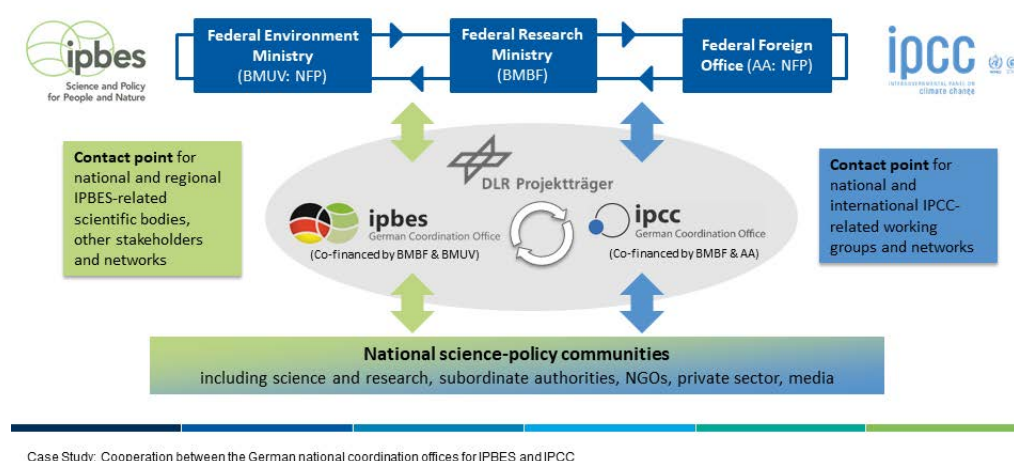 ipbes
Science and Policy
for People and Nature
Federal Environment
Ministry
(BMUV: NFP)
Federal Research
Ministry
(BMBF)
Federal Foreign
Office (AA: NFP)
ipcc
INTERGOVERNMENTAL PANEL ON
climate change
Contact point for
national and regional
IPBES-related
scientific bodies,
other stakeholders
and networks
DLR Projektträger
ipbes
German Coordination Office
(Co-financed by BMBF & BMUV)
ipcc
German Coordination Office
(Co-financed by BMBF & AA)
Contact point for
national and
international IPCC-
related working
groups and networks
National science-policy communities
including science and research, subordinate authorities, NGOs, private sector, media
Case Study: Cooperation between the German national coordination offices for IPBES and IPCC